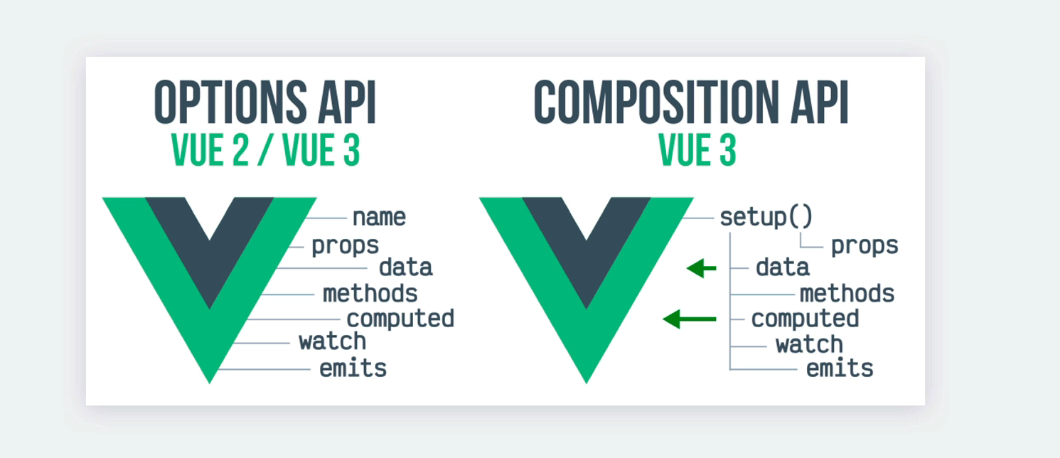 OPTIONS API
VUE 2 / VUE 3
name
props
data
methods
computed
watch
emits
COMPOSITION API
VUE 3
setup()
props
data
methods
computed
watch
emits